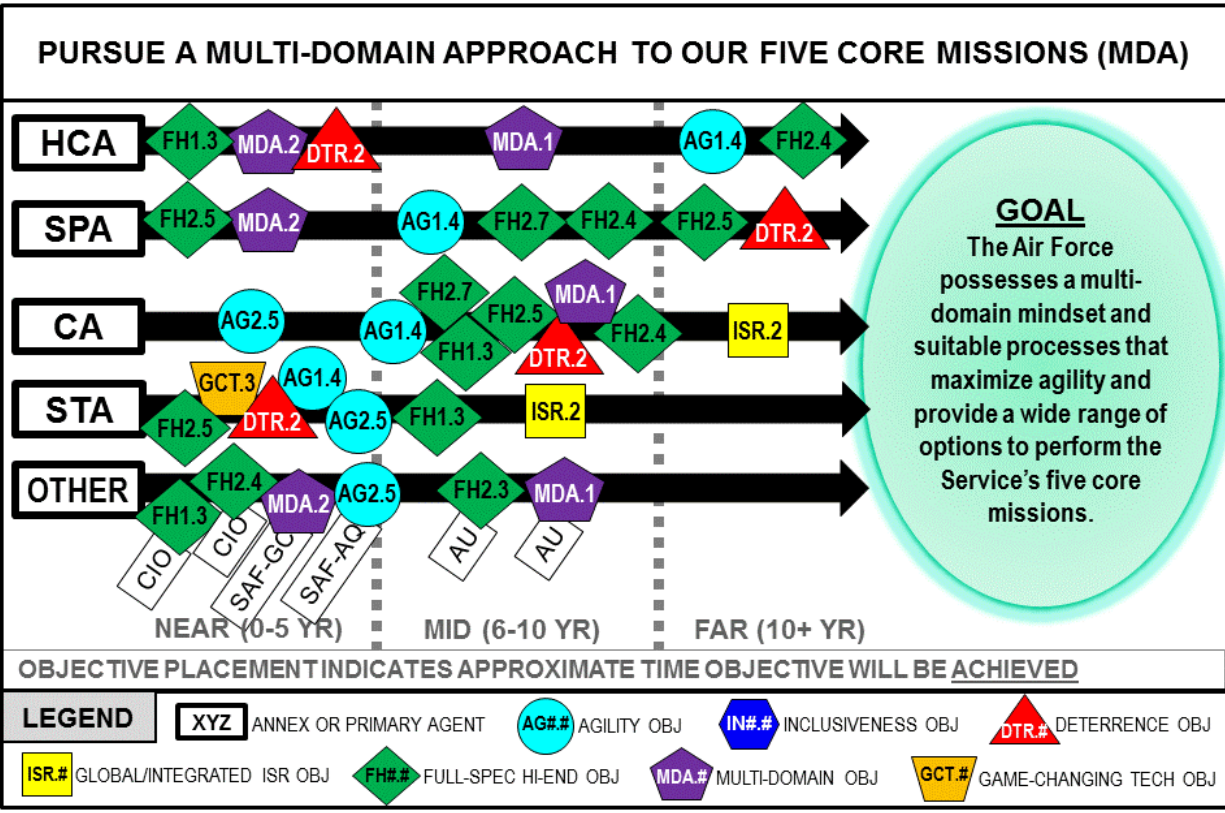 PURSUE A MULTI-DOMAIN APPROACH TO OUR FIVE CORE MISSIONS (MDA)
HCA
FH1.3
MDA.2
DTR.2
MDA.1
AG1.4
FH2.4
SPA
FH2.5
MDA.2
AG1.4
FH2.7
FH2.4
FH2.5
DTR.2
CA
AG2.5
AG1.4
FH2.7
FH1.3
FH2.5
DTR.2
MDA.1
FH2.4
ISR.2
STA
FH2.5
GCT.3
DTR.2
AG1.4
AG2.5
FH1.3
ISR.2
OTHER
FH1.3
FH2.4
MDA.2
AG2.5
FH2.3
MDA.1
CIO
CIO
SAF-GC
SAF-AQ
AU
AU
GOAL
The Air Force
possesses a multi-
domain mindset and
suitable processes that
maximize agility and
provide a wide range of
options to perform the
Service's five core
missions.
NEAR (0-5 YR)
MID (6-10 YR)
FAR (10+ YR)
OBJECTIVE PLACEMENT INDICATES APPROXIMATE TIME OBJECTIVE WILL BE ACHIEVED
LEGEND
XYZ ANNEX OR PRIMARY AGENT
AG#.# AGILITY OBJ
IN#.# INCLUSIVENESS OBJ
DTR.# DETERRENCE OBJ
ISR.# GLOBAL/INTEGRATED ISR OBJ
FH#.# FULL-SPEC HI-END OBJ
MDA.# MULTI-DOMAIN OBJ
GCT.# GAME-CHANGING TECH OBJ